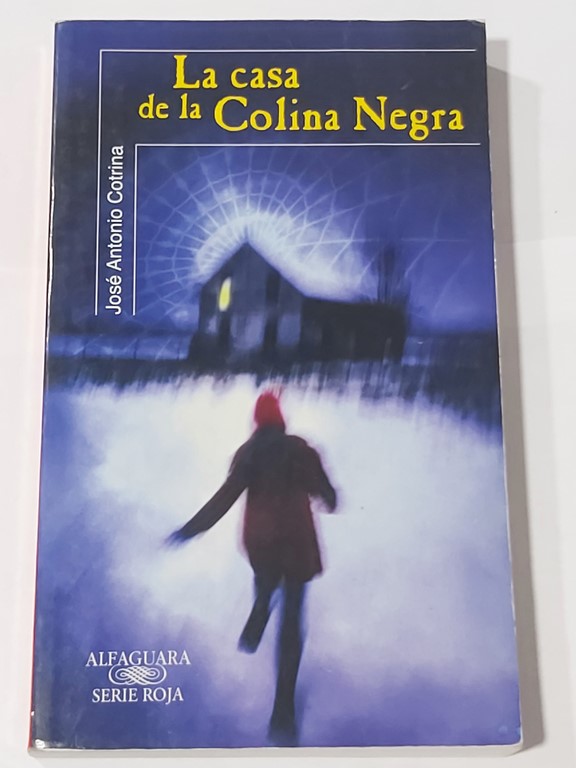 La casa
de la Colina Negra
José Antonio Cotrina
ALFAGUARA
SERIE ROJA